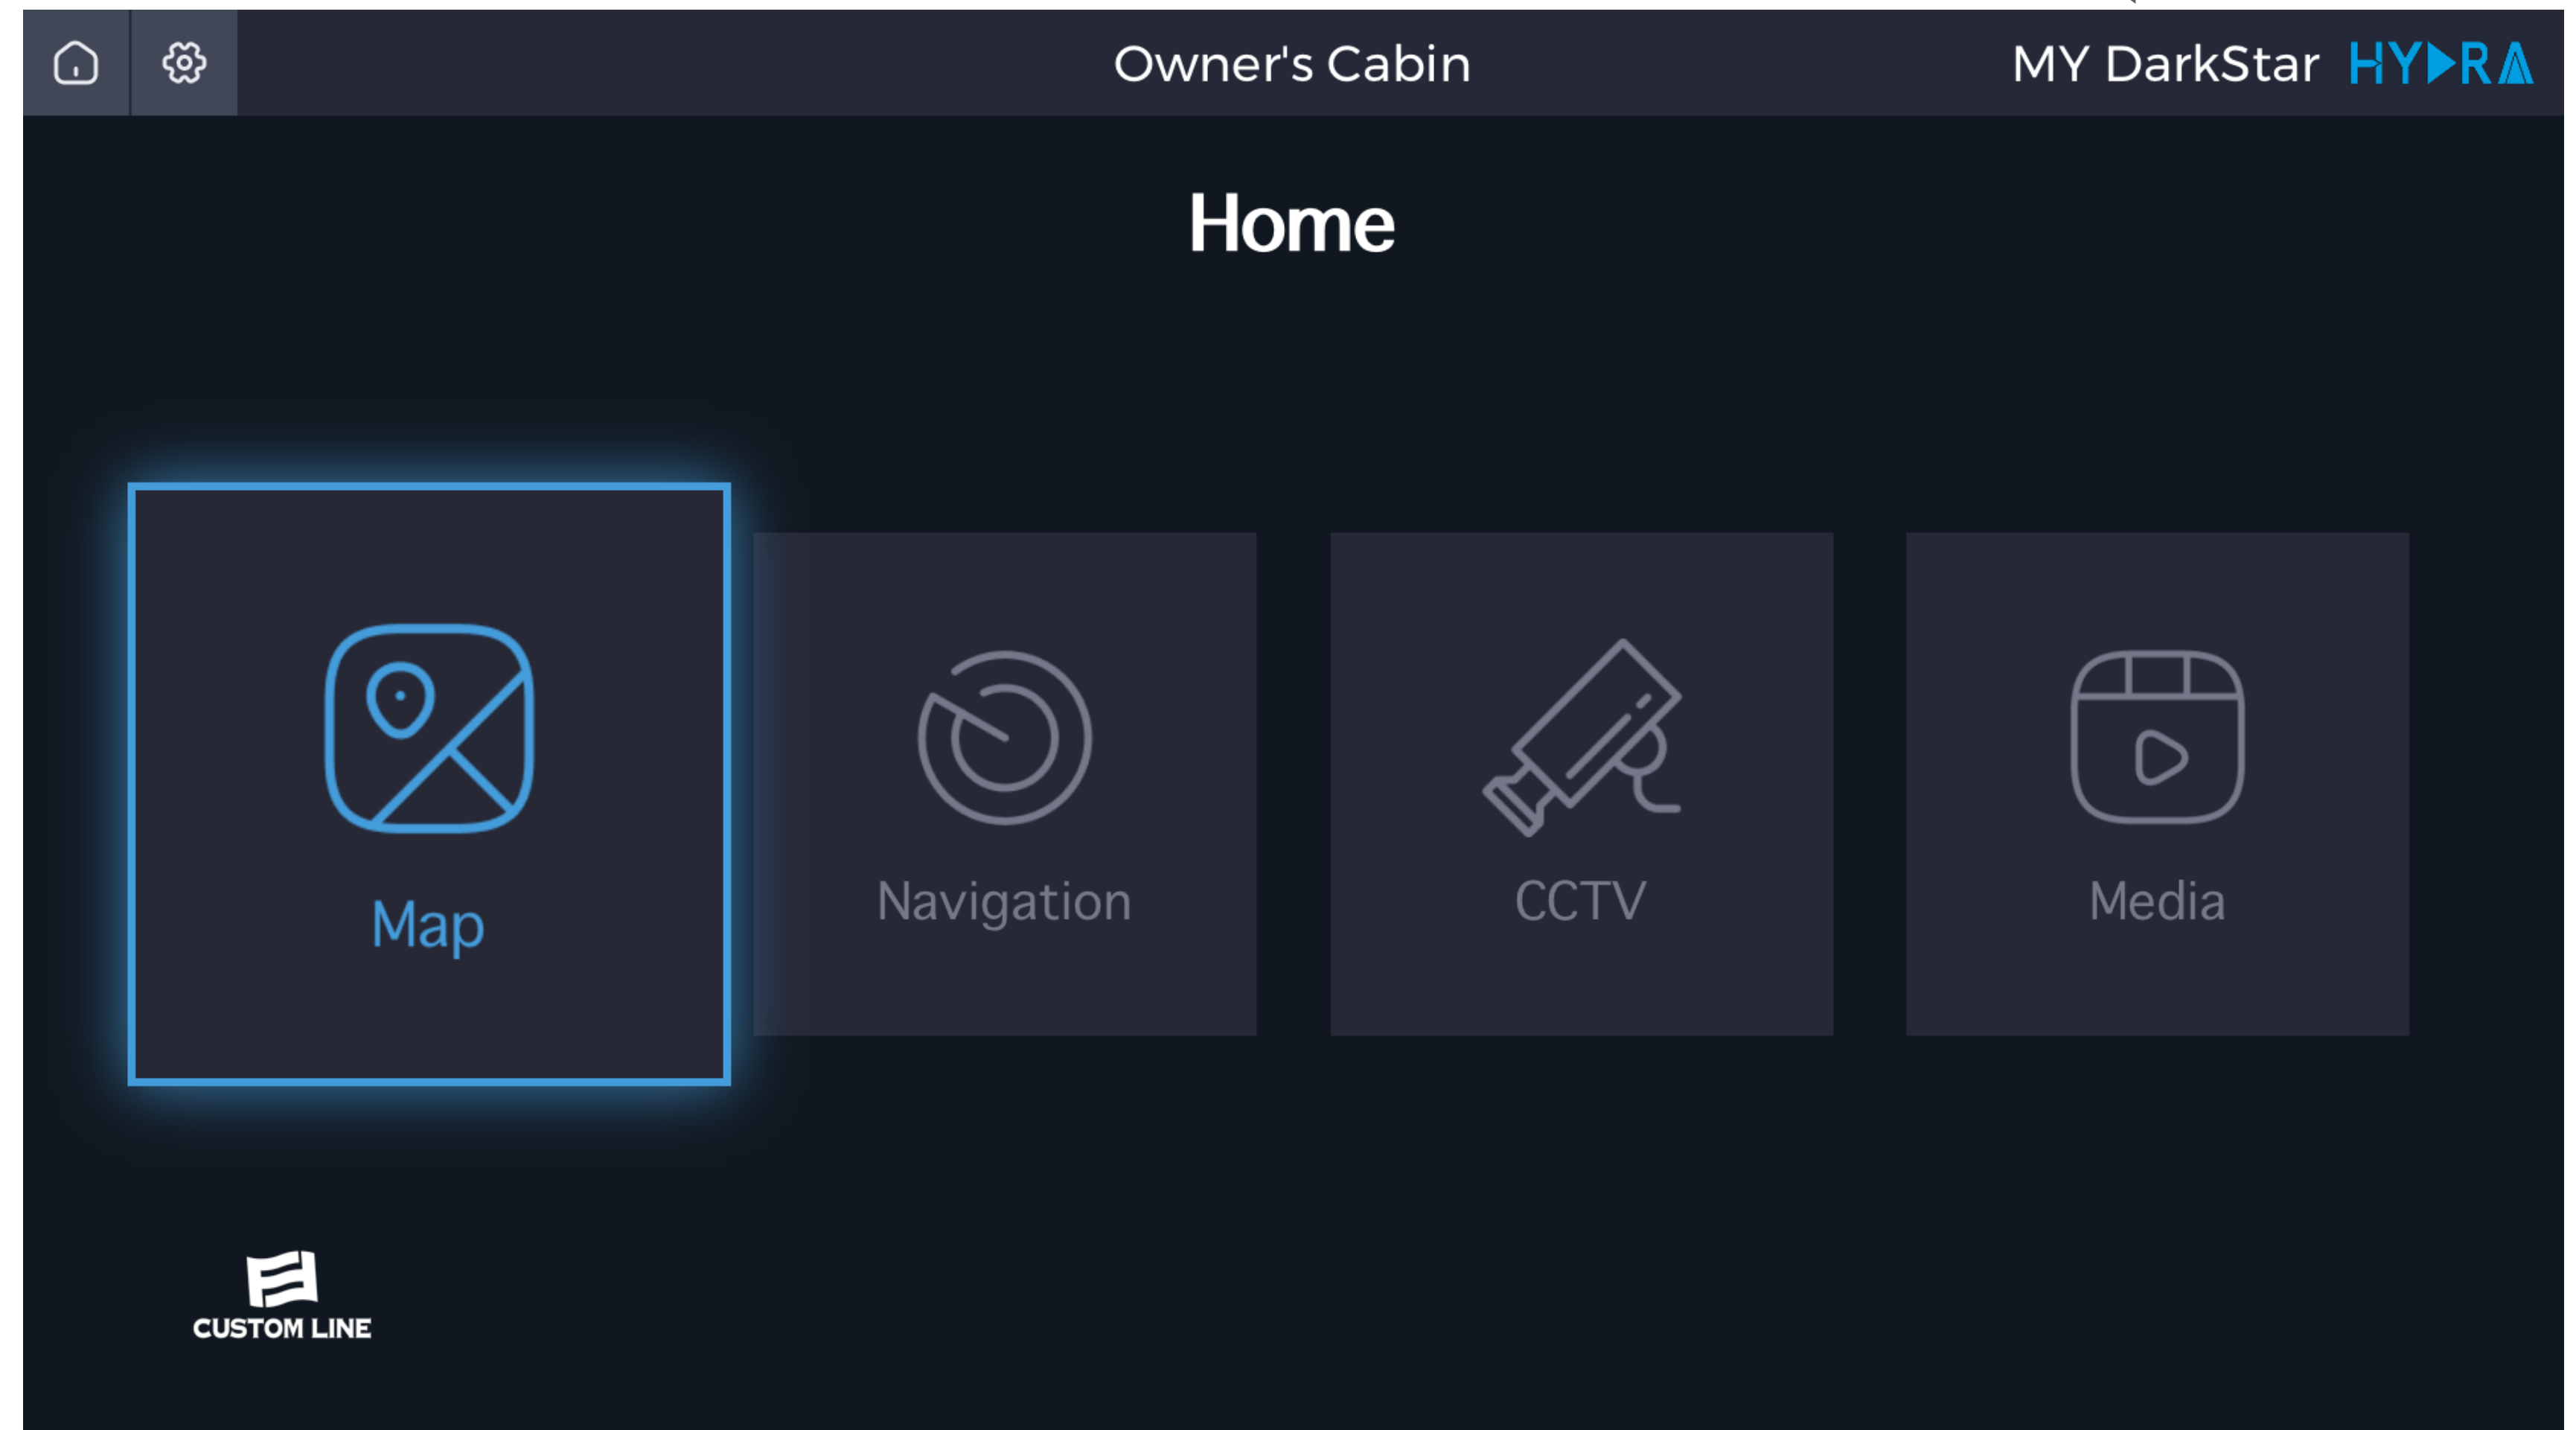 Owner's Cabin
MY DarkStar HYDRA
Home
Map
Navigation
CCTV
Media
CUSTOM LINE